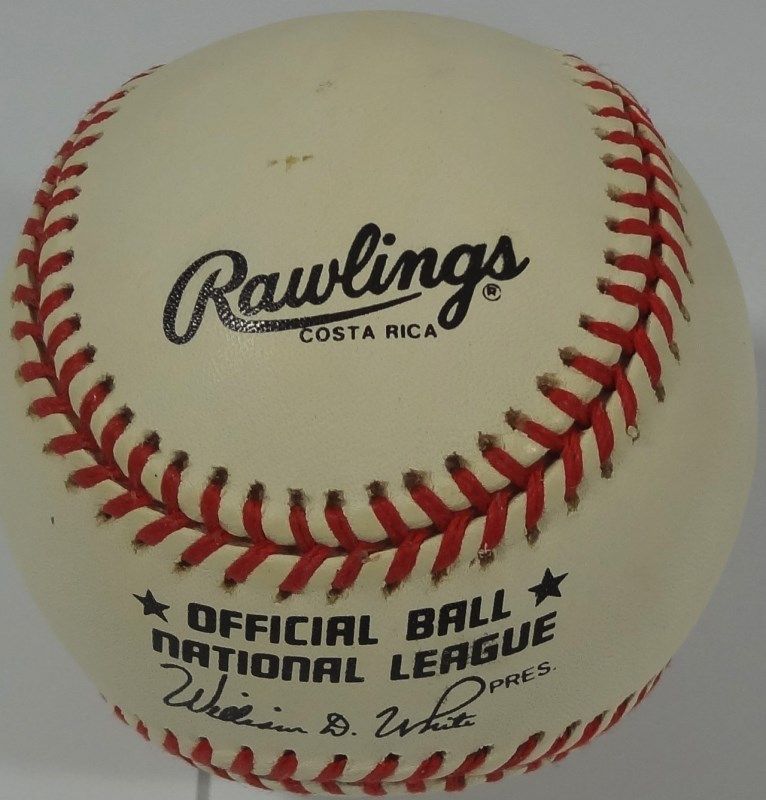 Rawlings®
COSTA RICA
★ OFFICIAL BALL ★
NATIONAL LEAGUE
William D. White PRES.